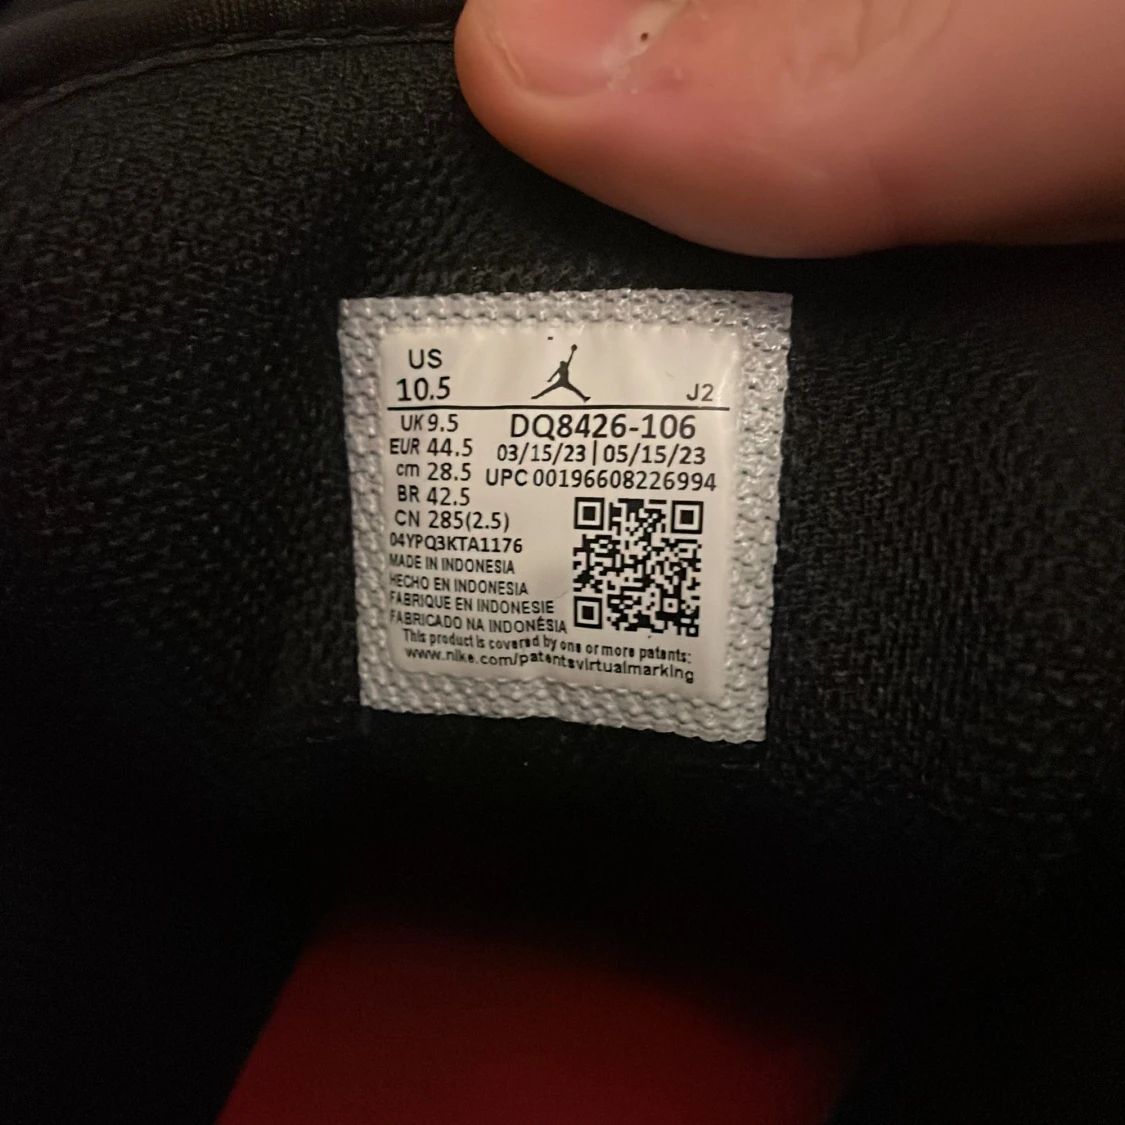 US
10.5
J2
UK 9.5
DQ8426-106
EUR 44.5
03/15/23 | 05/15/23
cm 28.5
UPC 00196608226994
BR 42.5
CN 285(2.5)
04YPQ3KTA1176
MADE IN INDONESIA
HECHO EN INDONESIA
FABRIQUE EN INDONESIE
FABRICADO NA INDONÉSIA
This product is covered by one or more patents:
www.nike.com/patentsvirtualmarking